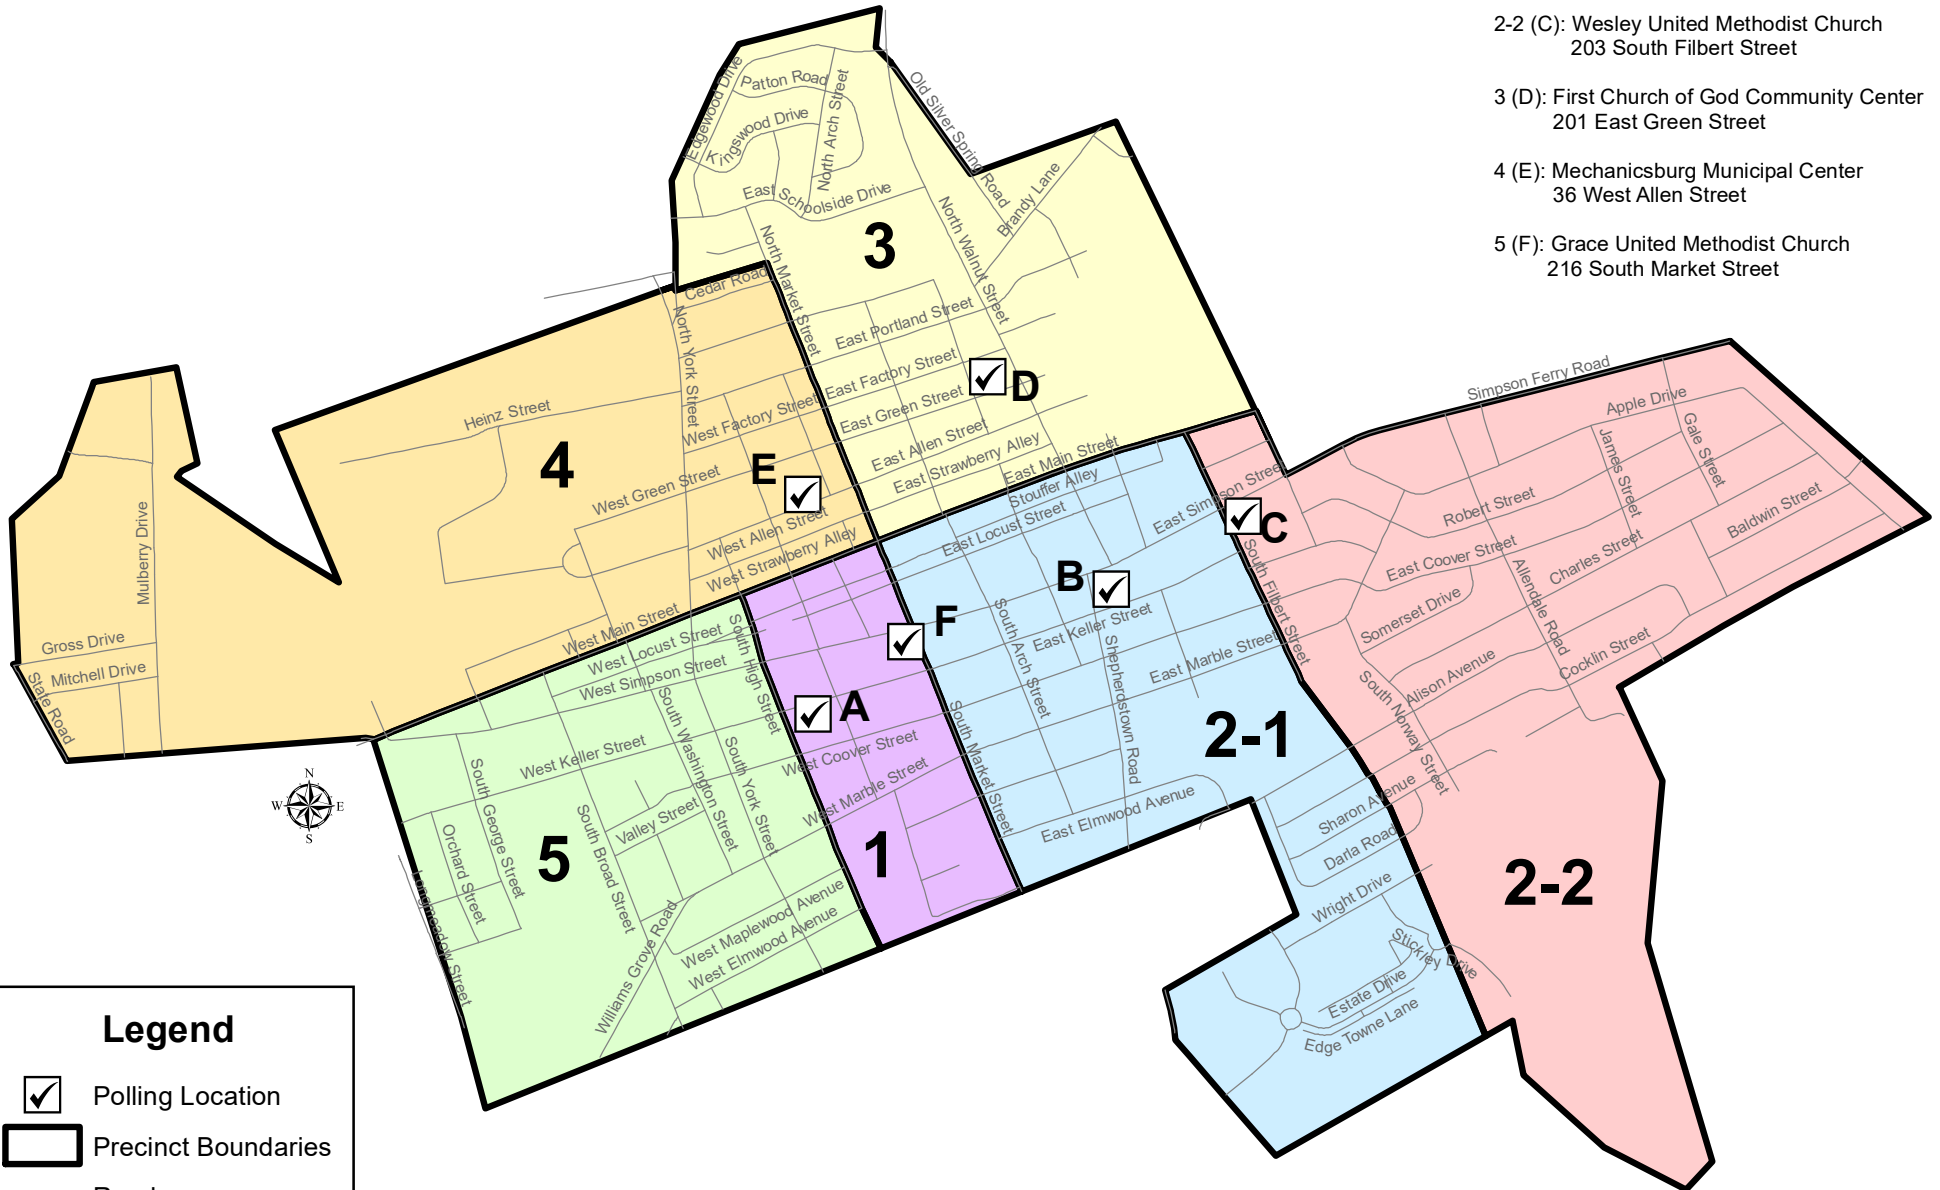 2-2 (C): Wesley United Methodist Church
203 South Filbert Street
3 (D): First Church of God Community Center
201 East Green Street
4 (E): Mechanicsburg Municipal Center
36 West Allen Street
5 (F): Grace United Methodist Church
216 South Market Street
Edgewood Drive
Patton Road
Kingswood Drive
North Arch Street
Old Silver Spring Road
East Schoolside Drive
Brandy Lane
North Walnut Street
3
North Market Street
Cedar Road
North York Street
East Portland Street
East Factory Street
D
East Green Street
East Allen Street
East Strawberry Alley
East Main Street
Simpson Ferry Road
Apple Drive
Gale Street
James Street
Heinz Street
4
West Factory Street
West Green Street
E
West Allen Street
West Strawberry Alley
West Main Street
Mulberry Drive
Gross Drive
Mitchell Drive
State Road
Stouffer Alley
East Locust Street
East Simpson Street
C
Robert Street
Baldwin Street
East Coover Street
Charles Street
Allendale Road
Somerset Drive
Cocklin Street
Alison Avenue
South Norway Street
South Filbert Street
B
F
South Arch Street
East Keller Street
Shepherdstown Road
East Marble Street
2-1
West Locust Street
West Simpson Street
South High Street
A
South Washington Street
South York Street
West Keller Street
West Coover Street
West Marble Street
South Market Street
East Elmwood Avenue
Sharon Avenue
Darla Road
Wright Drive
Stickley Drive
Estate Drive
Edge Towne Lane
2-2
South George Street
Orchard Street
Longmeadow Street
South Broad Street
Valley Street
5
1
West Maplewood Avenue
West Elmwood Avenue
Williams Grove Road
N
W
E
S
Legend
Polling Location
Precinct Boundaries